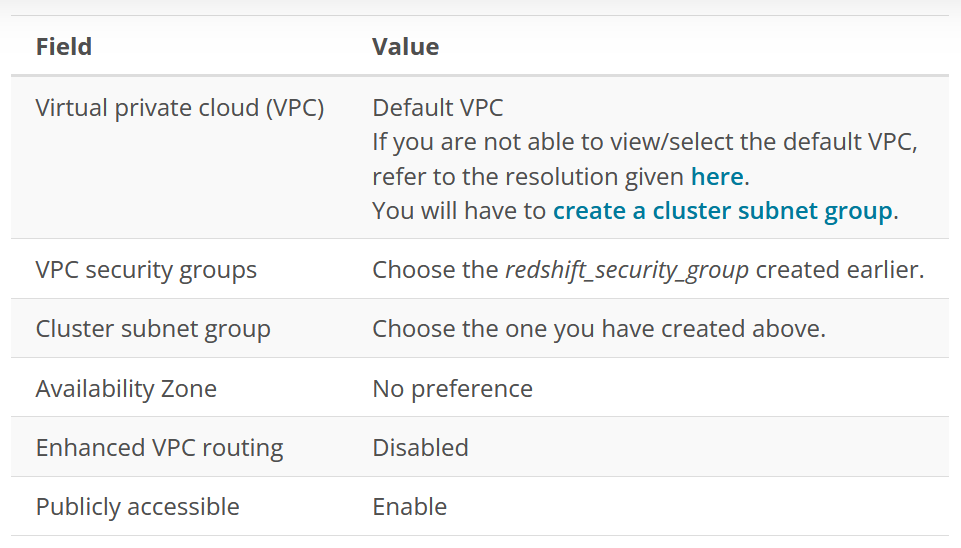 Field Value
Virtual private cloud (VPC) Default VPC
If you are not able to view/select the default VPC,
refer to the resolution given here.
You will have to create a cluster subnet group.
VPC security groups Choose the redshift_security_group created earlier.
Cluster subnet group Choose the one you have created above.
Availability Zone No preference
Enhanced VPC routing Disabled
Publicly accessible Enable